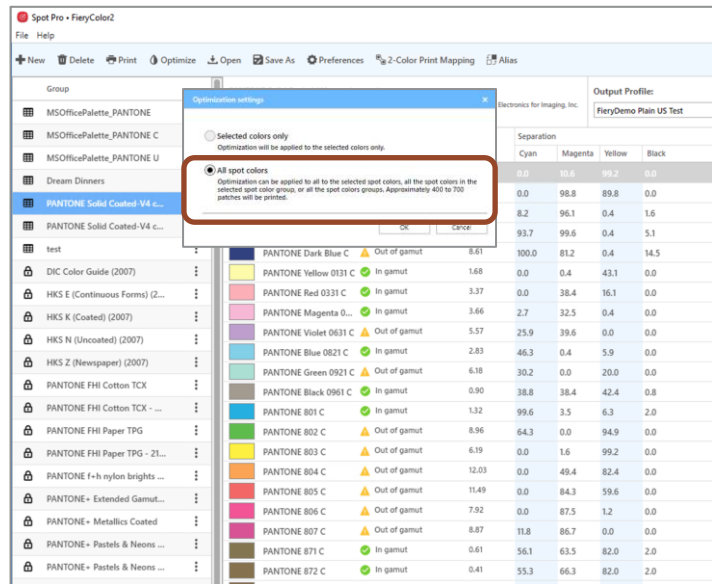 Spot Pro • FieryColor2
File Help
New Delete Print Optimize Open Save As Preferences 2-Color Print Mapping Alias
Group
MSOfficePalette_PANTONE
MSOfficePalette_PANTONE C
MSOfficePalette_PANTONE U
Dream Dinners
PANTONE Solid Coated-V4 c...
PANTONE Solid Coated-V4 c...
test
DIC Color Guide (2007)
HKS E (Continuous Forms) (2...
HKS K (Coated) (2007)
HKS N (Uncoated) (2007)
HKS Z (Newspaper) (2007)
PANTONE FHI Cotton TCX
PANTONE FHI Cotton TCX - ...
PANTONE FHI Paper TPG
PANTONE FHI Paper TPG - 21...
PANTONE f+h nylon brights ...
PANTONE+ Extended Gamut...
PANTONE+ Metallics Coated
PANTONE+ Pastels & Neons ...
PANTONE+ Pastels & Neons ...
Optimization settings
Selected colors only
Optimization will be applied to the selected colors only.
All spot colors
Optimization can be applied to all to the selected spot colors, all the spot colors in the
selected spot color group, or all the spot colors groups. Approximately 400 to 700
patches will be printed.
OK Cancel
Electronics for Imaging, Inc.
Output Profile:
FieryDemo Plain US Test
Separation
Cyan Magenta Yellow Black
0.0 10.6 99.2 0.0
0.0 98.8 89.8 0.0
8.2 96.1 0.4 1.6
93.7 99.6 0.4 5.1
PANTONE Dark Blue C Out of gamut 8.61 100.0 81.2 0.4 14.5
PANTONE Yellow 0131 C In gamut 1.68 0.0 0.4 43.1 0.0
PANTONE Red 0331 C In gamut 3.37 0.0 38.4 16.1 0.0
PANTONE Magenta 0... In gamut 3.66 2.7 32.5 0.4 0.0
PANTONE Violet 0631 C Out of gamut 5.57 25.9 39.6 0.0 0.0
PANTONE Blue 0821 C In gamut 2.83 46.3 0.4 5.9 0.0
PANTONE Green 0921 C Out of gamut 6.18 30.2 0.0 20.0 0.0
PANTONE Black 0961 C In gamut 0.90 38.8 38.4 42.4 0.8
PANTONE 801 C In gamut 1.32 99.6 3.5 6.3 2.0
PANTONE 802 C Out of gamut 8.96 64.3 0.0 94.9 0.0
PANTONE 803 C Out of gamut 6.19 0.0 1.6 99.2 0.0
PANTONE 804 C Out of gamut 12.03 0.0 49.4 82.4 0.0
PANTONE 805 C Out of gamut 11.49 0.0 84.3 59.6 0.0
PANTONE 806 C Out of gamut 7.92 0.0 87.5 1.2 0.0
PANTONE 807 C Out of gamut 8.87 11.8 86.7 0.0 0.0
PANTONE 871 C In gamut 0.61 56.1 63.5 82.0 2.0
PANTONE 872 C In gamut 0.41 55.3 66.3 82.0 2.0